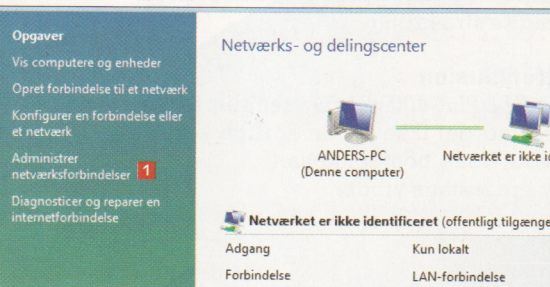 Opgaver
Vis computere og enheder
Opret forbindelse til et netværk
Konfigurer en forbindelse eller
et netværk
Administrer
netværksforbindelser 1
Diagnosticer og reparer en
internetforbindelse
Netværks- og delingscenter
ANDERS-PC
(Denne computer)
Netværket er ikke
Netværket er ikke identificeret (offentligt
Adgang Kun lokalt
Forbindelse LAN-forbindelse